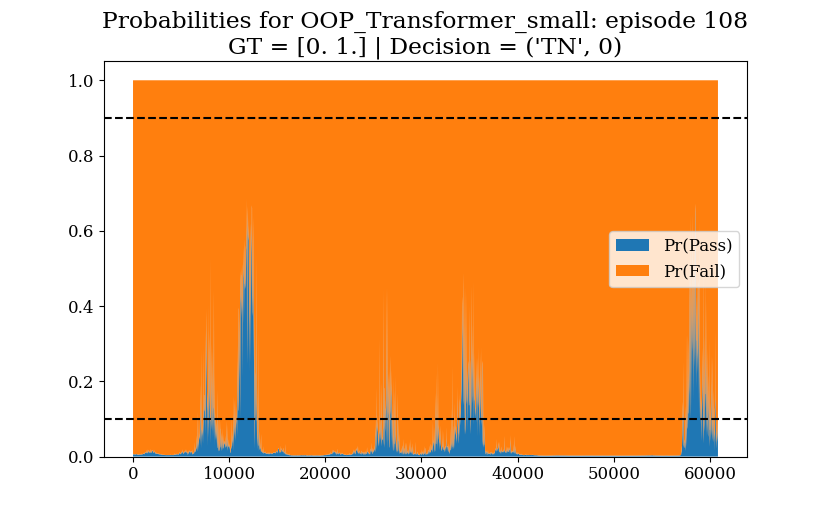 Probabilities for OOP_Transformer_small: episode 108
GT = [0. 1.] | Decision = ('TN', 0)
1.0
0.8
0.6
0.4
0.2
0.0
Pr(Pass)
Pr(Fail)
0 10000 20000 30000 40000 50000 60000